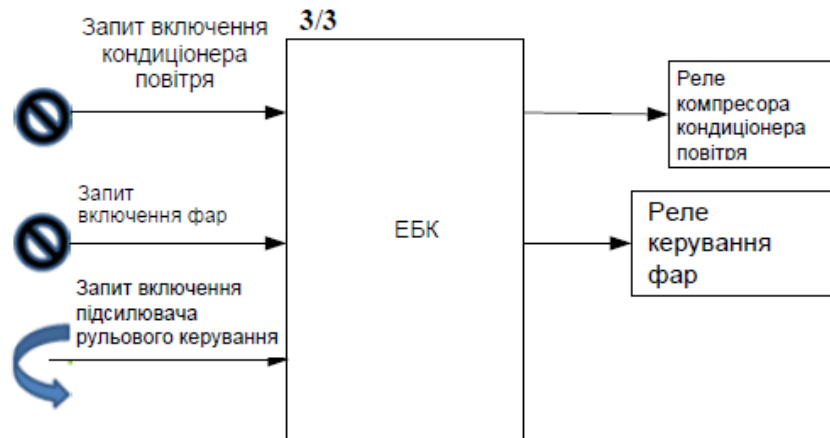 3/3
Запит включення
кондиціонера
повітря
Запит
включення фар
Запит включення
підсилювача
рульового керування
ЕБК
Реле
компресора
кондиціонера
повітря
Реле
керування
фар